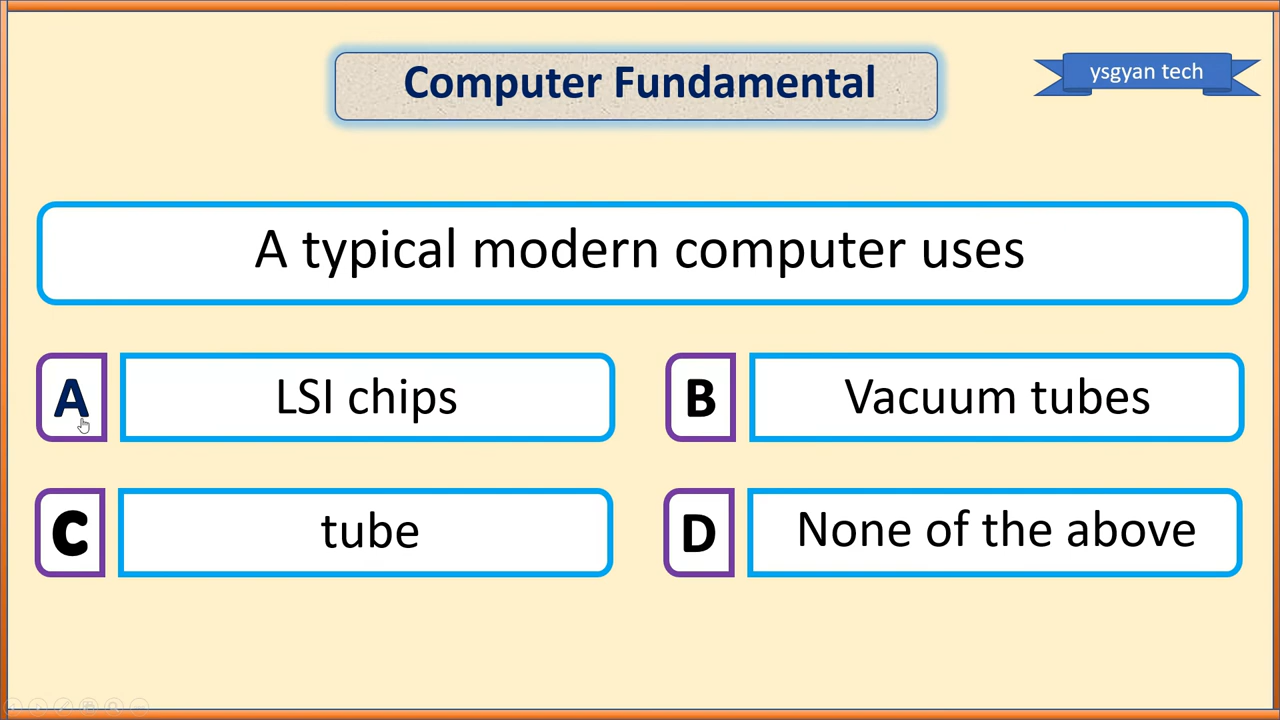 Computer Fundamental
ysgyan tech
A typical modern computer uses
A
LSI chips
B
Vacuum tubes
C
tube
D
None of the above